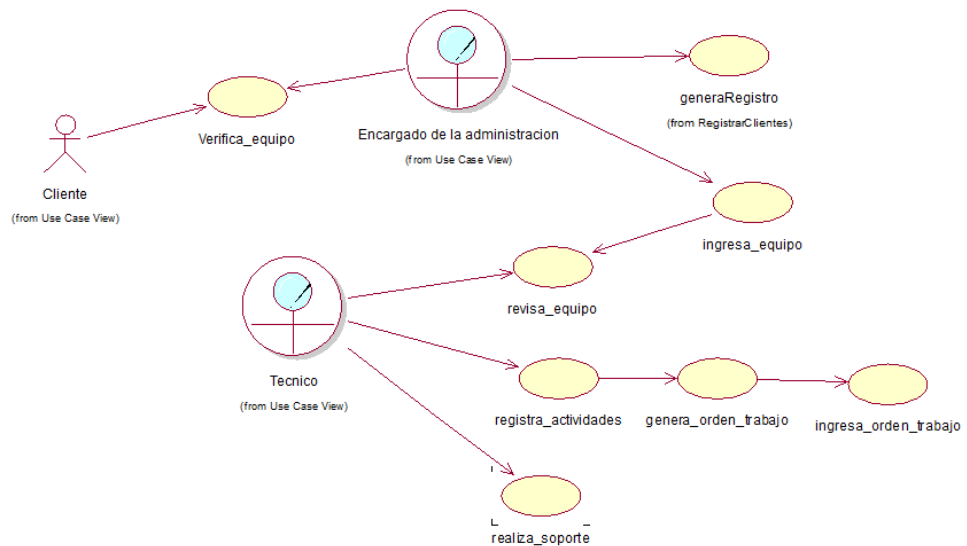 generaRegistro
(from RegistrarClientes)
Verifica_equipo
Encargado de la administracion
(from Use Case View)
Cliente
(from Use Case View)
ingresa_equipo
revisa_equipo
Tecnico
(from Use Case View)
registra_actividades
genera_orden_trabajo
ingresa_orden_trabajo
realiza_soporte